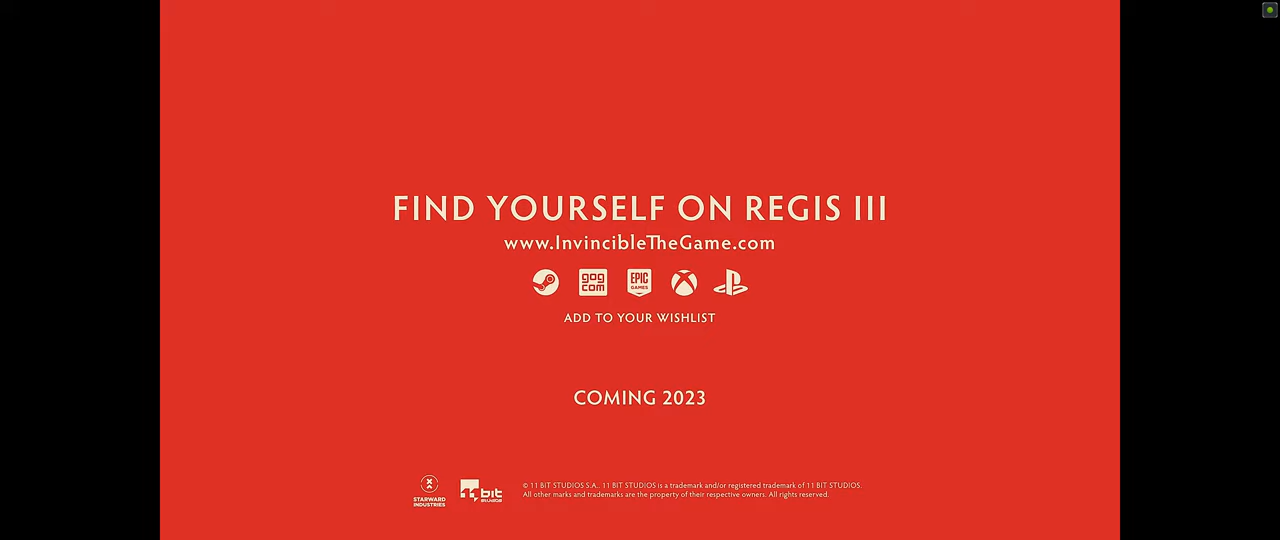 FIND YOURSELF ON REGIS III
www.InvincibleTheGame.com
gog
com
EPIC
GAMES
ADD TO YOUR WISHLIST
COMING 2023
STARWARD
INDUSTRIES
11 bit
studios
© 11 BIT STUDIOS S.A.. 11 BIT STUDIOS is a trademark and/or registered trademark of 11 BIT STUDIOS.
All other marks and trademarks are the property of their respective owners. All rights reserved.